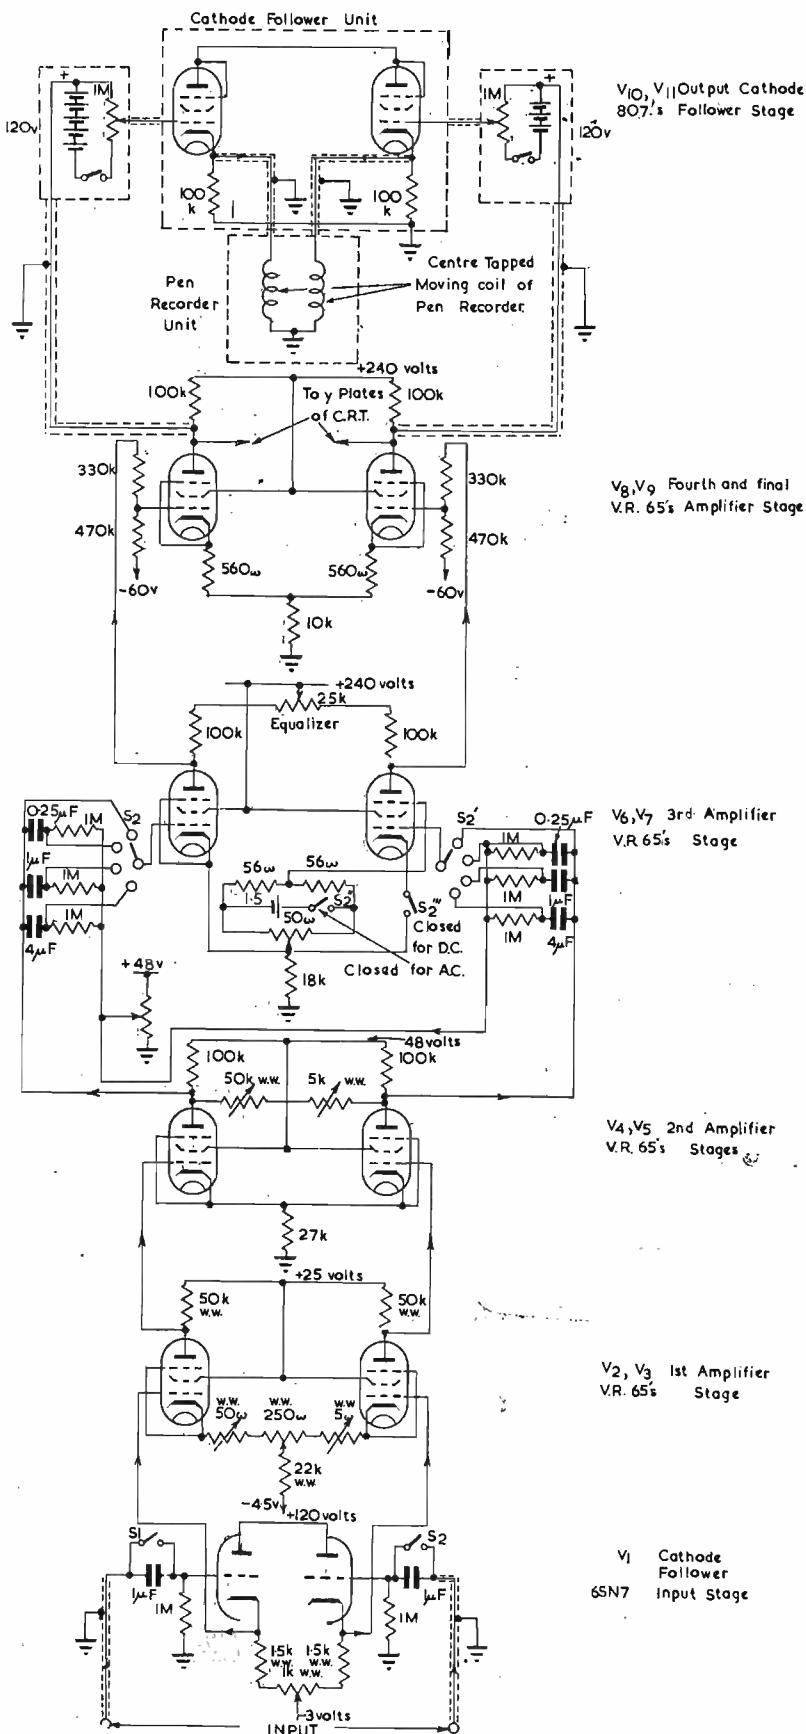 Cathode Follower Unit
+
1M
120v
100
k
100
k
1M
+
120v
V10, V11 Output Cathode
807.'s Follower Stage
Pen
Recorder
Unit
Centre Tapped
Moving coil of
Pen Recorder.
+240 volts
100k
100k
To y Plates
of C.R.T.
330k
470k
-60v
560ω
560ω
330k
470k
-60v
10k
V8, V9 Fourth and final
V.R. 65's Amplifier Stage
+240 volts
25k
Equalizer
100k
100k
0.25μF
1M
S2
1μF
1M
1M
4μF
56ω
56ω
1.5
S2"
50ω
S2'''
Closed
for D.C.
Closed for A.C.
18k
S2'
0.25μF
1M
1M
1μF
1M
4μF
V6, V7 3rd Amplifier
V.R 65's Stage
+48v
48 volts
100k
100k
50k w.w.
5k w.w.
27k
V4, V5 2nd Amplifier
V.R. 65's Stages
+25 volts
50k
w.w.
50k
w.w.
w.w.
50ω
w.w.
250ω
w.w
5ω
22k
w.w.
-45v
V2, V3 1st Amplifier
V.R. 65's Stage
+120 volts
S1
1μF
1M
S2
1μF
1M
1.5k
w.w.
1.5k
w.w.
1k
w.w.
-3 volts
INPUT
V1 Cathode
Follower
6SN7 Input Stage